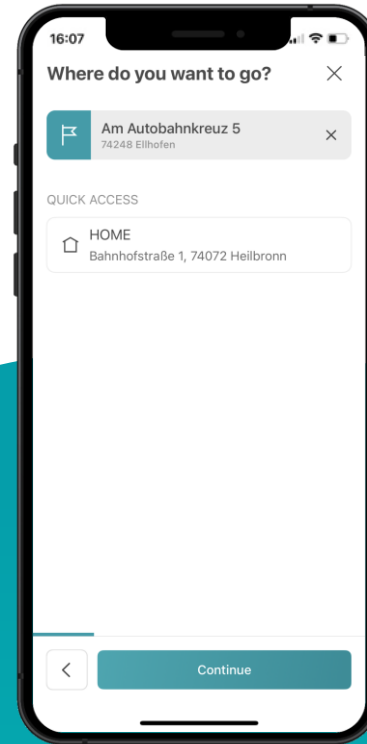 16:07
Where do you want to go?
Am Autobahnkreuz 5
74248 Ellhofen
QUICK ACCESS
HOME
Bahnhofstraße 1, 74072 Heilbronn
Continue